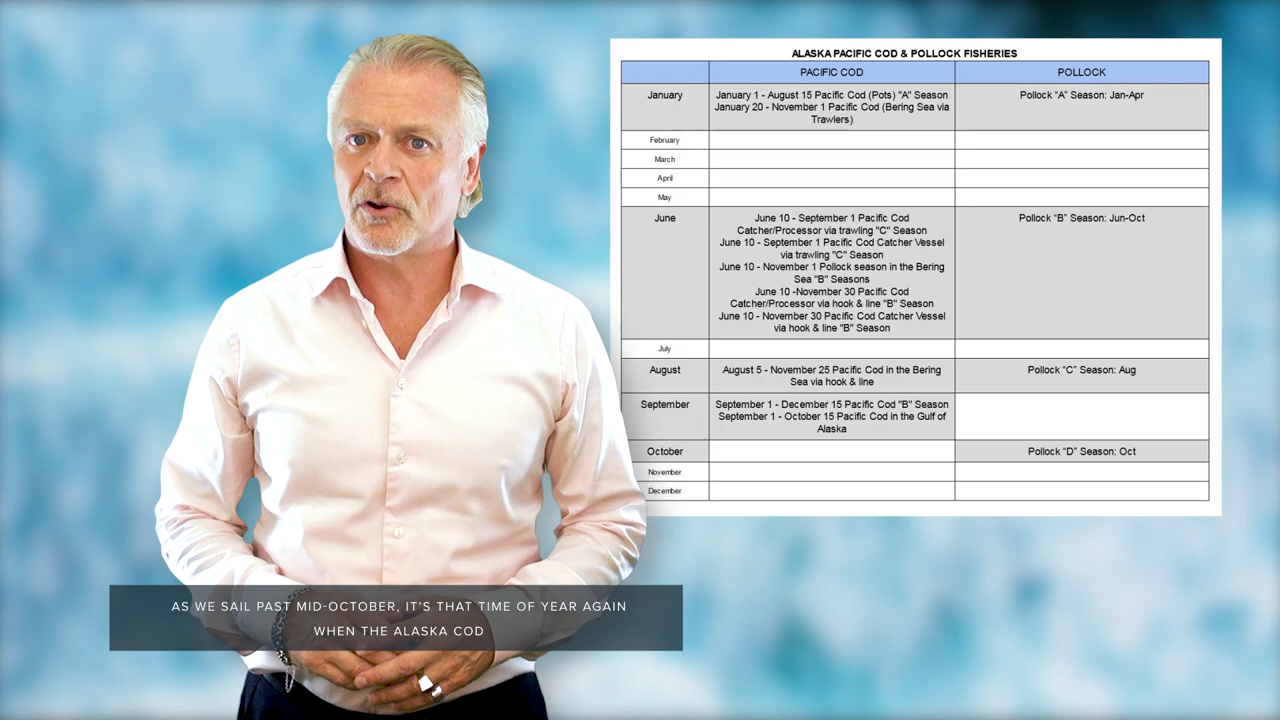 ALASKA PACIFIC COD & POLLOCK FISHERIES
PACIFIC COD
POLLOCK
January
January 1 - August 15 Pacific Cod (Pots) "A" Season
January 20 - November 1 Pacific Cod (Bering Sea via
Trawlers)
Pollock “A” Season: Jan-Apr
February
March
April
May
June
June 10 - September 1 Pacific Cod
Catcher/Processor via trawling "C" Season
June 10 - September 1 Pacific Cod Catcher Vessel
via trawling "C" Season
June 10 - November 1 Pollock season in the Bering
Sea "B" Seasons
June 10 -November 30 Pacific Cod
Catcher/Processor via hook & line "B" Season
June 10 - November 30 Pacific Cod Catcher Vessel
via hook & line "B" Season
Pollock “B” Season: Jun-Oct
July
August
August 5 - November 25 Pacific Cod in the Bering
Sea via hook & line
Pollock “C” Season: Aug
September
September 1 - December 15 Pacific Cod "B" Season
September 1 - October 15 Pacific Cod in the Gulf of
Alaska
October
Pollock “D” Season: Oct
November
December
AS WE SAIL PAST MID-OCTOBER, IT'S THAT TIME OF YEAR AGAIN
WHEN THE ALASKA COD